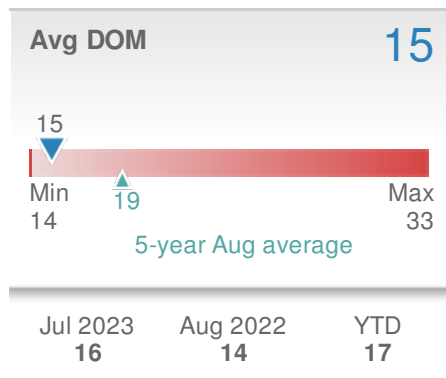 Avg DOM 15
15
Min Max
19
14 33
5-year Aug average
Jul 2023 Aug 2022 YTD
16 14 17